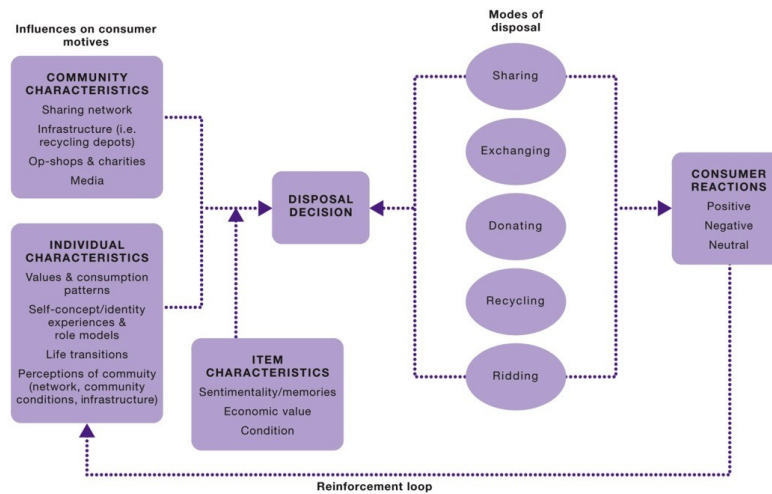 Influences on consumer
motives
COMMUNITY
CHARACTERISTICS
Sharing network
Infrastructure (i.e.
recycling depots)
Op-shops & charities
Media
INDIVIDUAL
CHARACTERISTICS
Values & consumption
patterns
Self-concept/identity
experiences &
role models
Life transitions
Perceptions of commuity
(network, community
conditions, infrastructure)
ITEM
CHARACTERISTICS
Sentimentality/memories
Economic value
Condition
DISPOSAL
DECISION
Modes of
disposal
Sharing
Exchanging
Donating
Recycling
Ridding
CONSUMER
REACTIONS
Positive
Negative
Neutral
Reinforcement loop